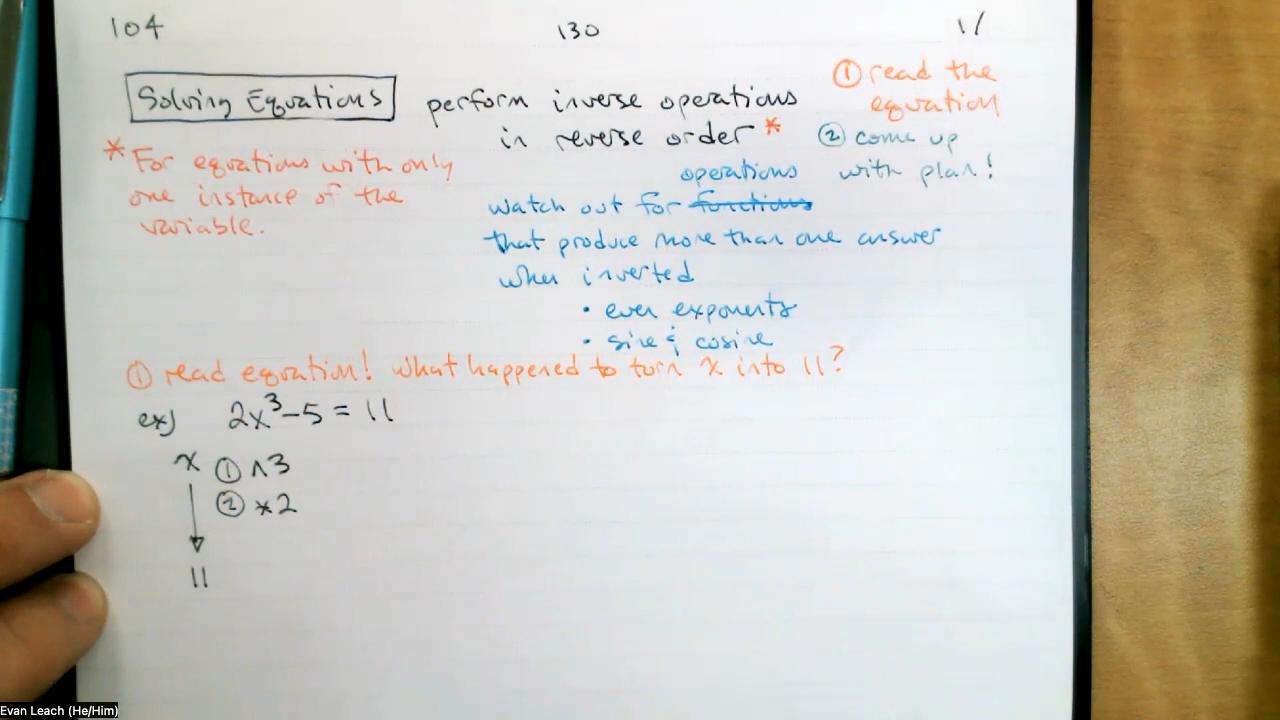 104 130 1/
Solving Equations perform inverse operations
in reverse order *
① read the
equation
② come up
with plan!
* For equations with only
one instance of the
variable.
operations
watch out for functions
that produce more than one answer
when inverted
• even exponents
• sine & cosine
① read equation! What happened to turn x into 11?
ex) 2x³-5 = 11
x ① ^3
② *2
11
Evan Leach (He/Him)